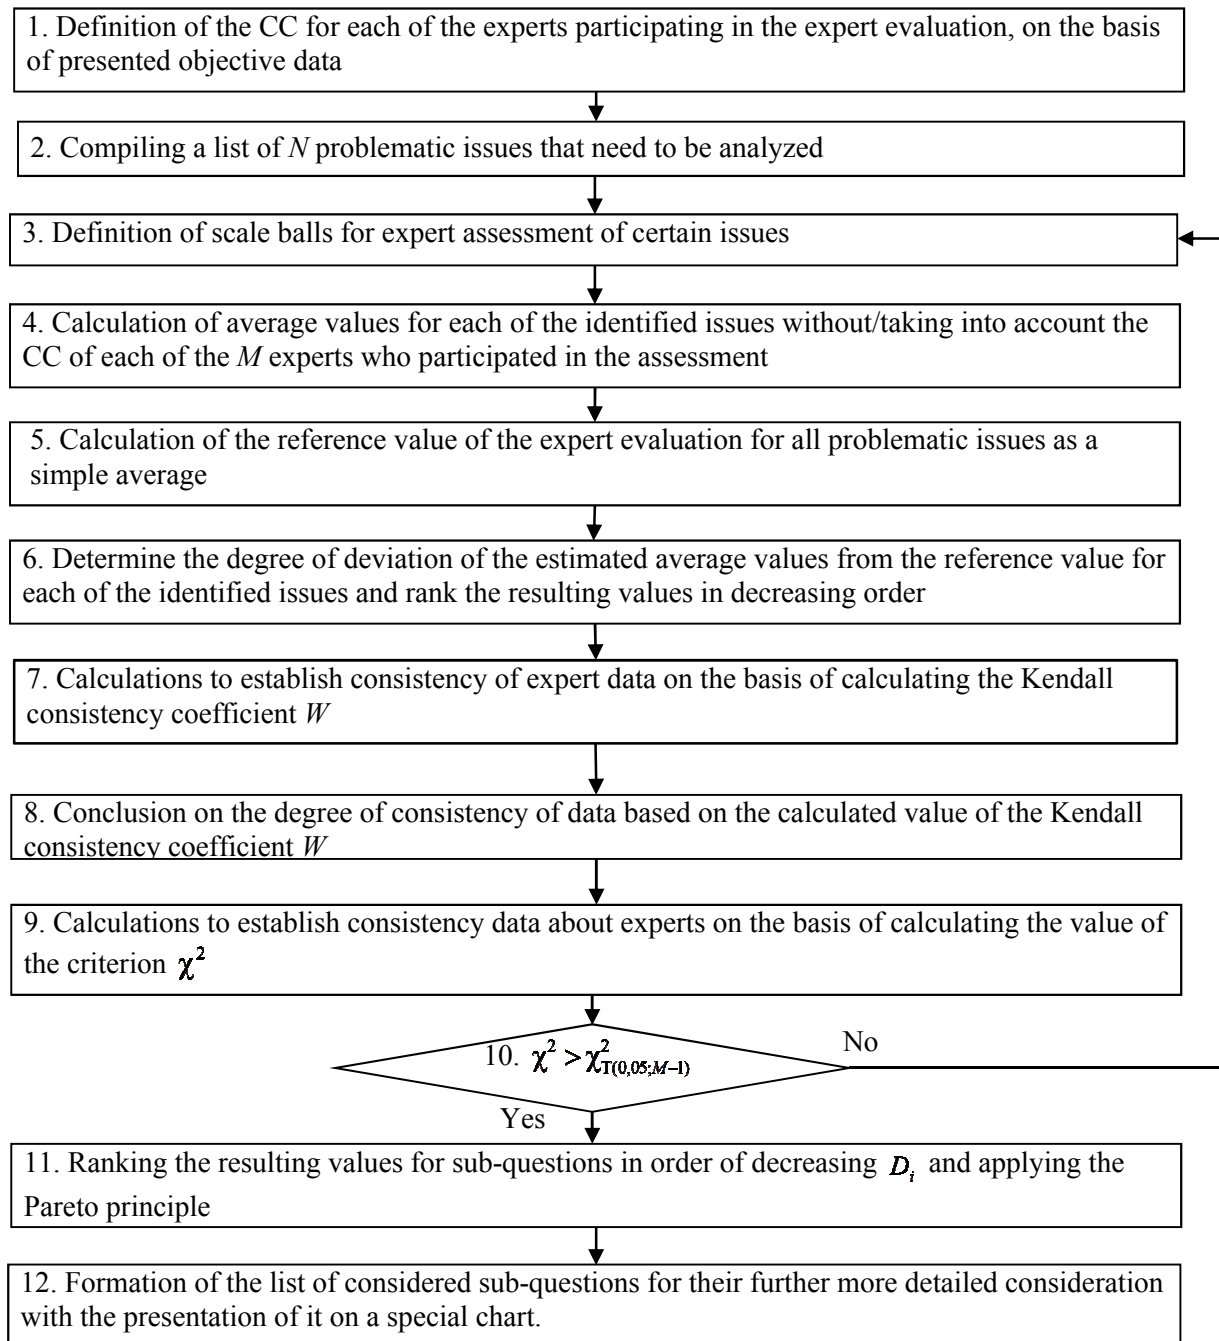 1. Definition of the CC for each of the experts participating in the expert evaluation, on the basis
of presented objective data
2. Compiling a list of N problematic issues that need to be analyzed
3. Definition of scale balls for expert assessment of certain issues
4. Calculation of average values for each of the identified issues without/taking into account the
CC of each of the M experts who participated in the assessment
5. Calculation of the reference value of the expert evaluation for all problematic issues as a
simple average
6. Determine the degree of deviation of the estimated average values from the reference value for
each of the identified issues and rank the resulting values in decreasing order
7. Calculations to establish consistency of expert data on the basis of calculating the Kendall
consistency coefficient W
8. Conclusion on the degree of consistency of data based on the calculated value of the Kendall
consistency coefficient W
9. Calculations to establish consistency data about experts on the basis of calculating the value of
the criterion χ²
10. χ² > χ²_T(0,05;M−1)
No
Yes
11. Ranking the resulting values for sub-questions in order of decreasing D_i and applying the
Pareto principle
12. Formation of the list of considered sub-questions for their further more detailed consideration
with the presentation of it on a special chart.